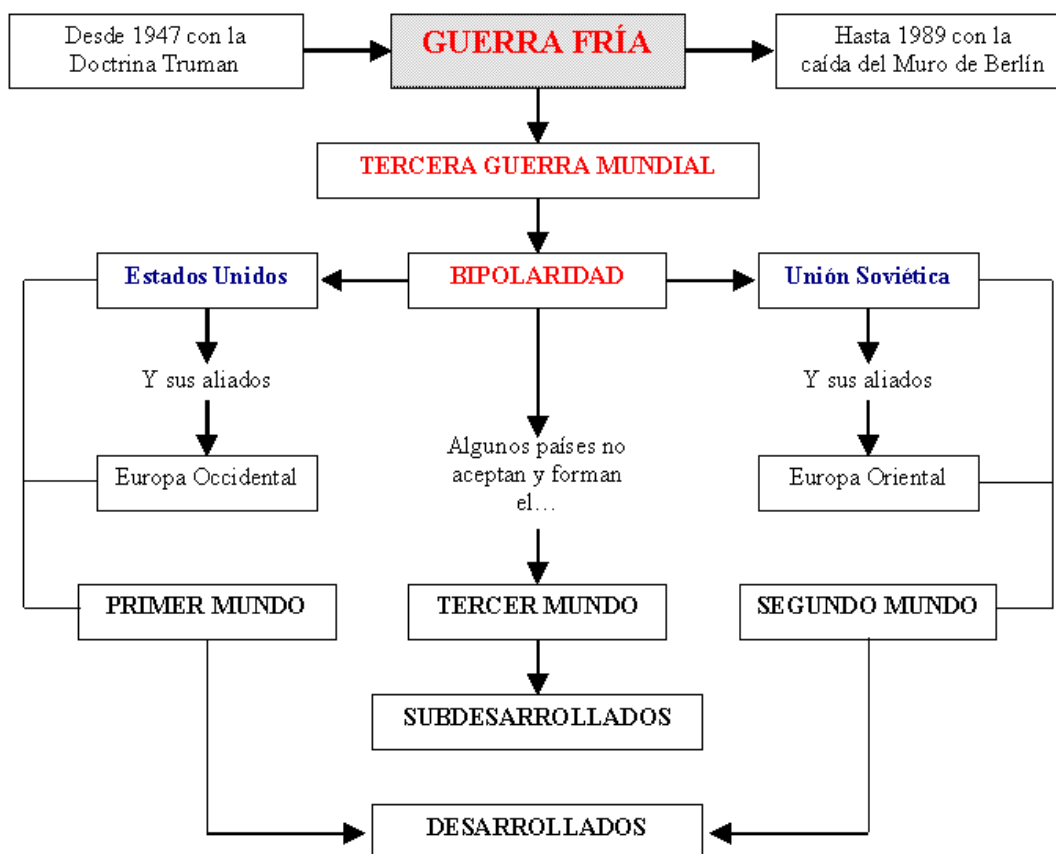 Desde 1947 con la
Doctrina Truman
GUERRA FRÍA
Hasta 1989 con la
caída del Muro de Berlín
TERCERA GUERRA MUNDIAL
Estados Unidos
BIPOLARIDAD
Unión Soviética
Y sus aliados
Y sus aliados
Algunos países no
aceptan y forman
el…
Europa Occidental
Europa Oriental
PRIMER MUNDO
TERCER MUNDO
SEGUNDO MUNDO
SUBDESARROLLADOS
DESARROLLADOS